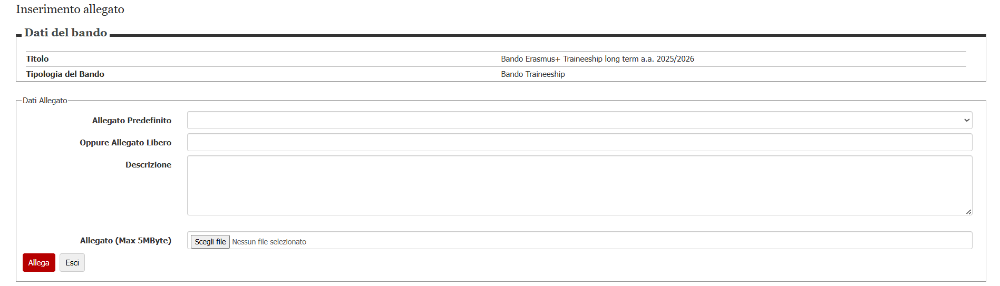 Inserimento allegato
Dati del bando
Titolo Bando Erasmus+ Traineeship long term a.a. 2025/2026
Tipologia del Bando Bando Traineeship
Dati Allegato
Allegato Predefinito
Oppure Allegato Libero
Descrizione
Allegato (Max 5MByte) Scegli file Nessun file selezionato
Allega Esci